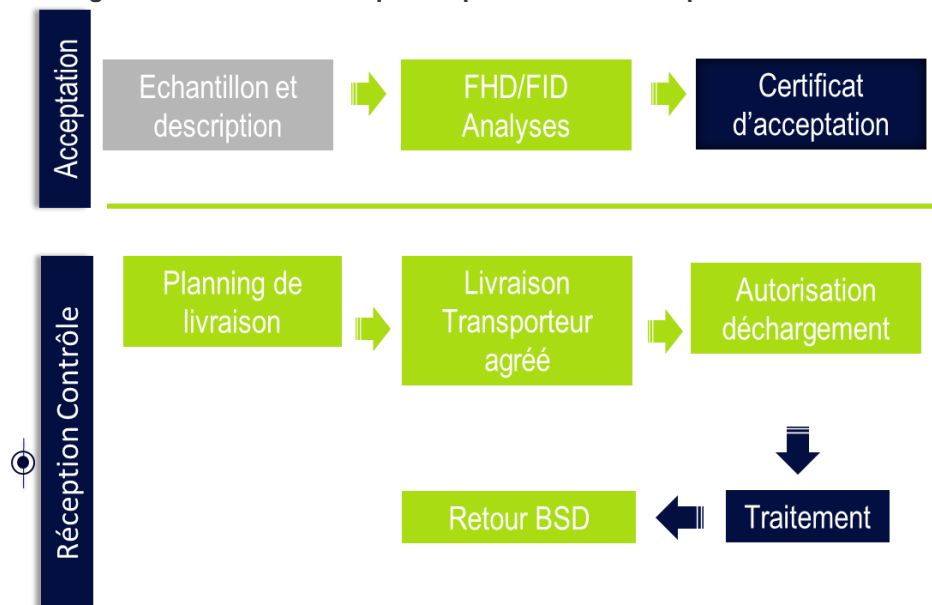 Acceptation
Echantillon et
description
FHD/FID
Analyses
Certificat
d'acceptation
Réception Contrôle
Planning de
livraison
Livraison
Transporteur
agréé
Autorisation
déchargement
Retour BSD
Traitement